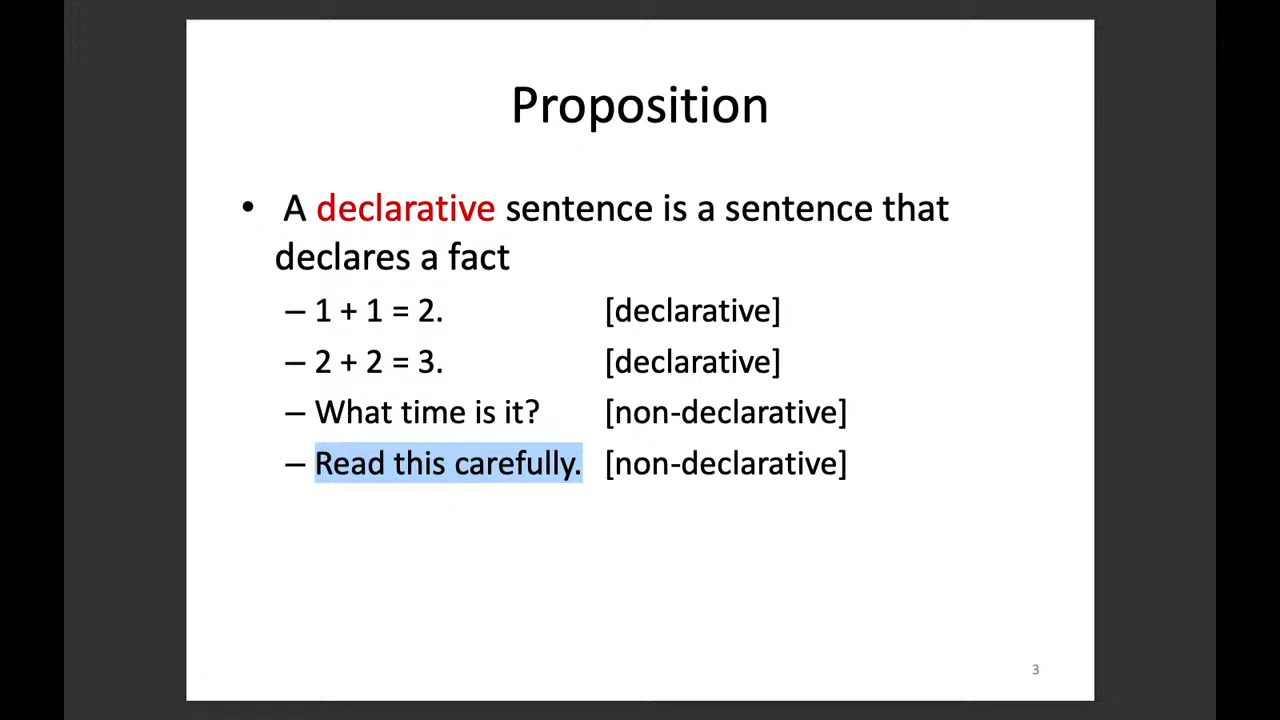 Proposition
• A declarative sentence is a sentence that
declares a fact
– 1 + 1 = 2. [declarative]
– 2 + 2 = 3. [declarative]
– What time is it? [non-declarative]
– Read this carefully. [non-declarative]
3